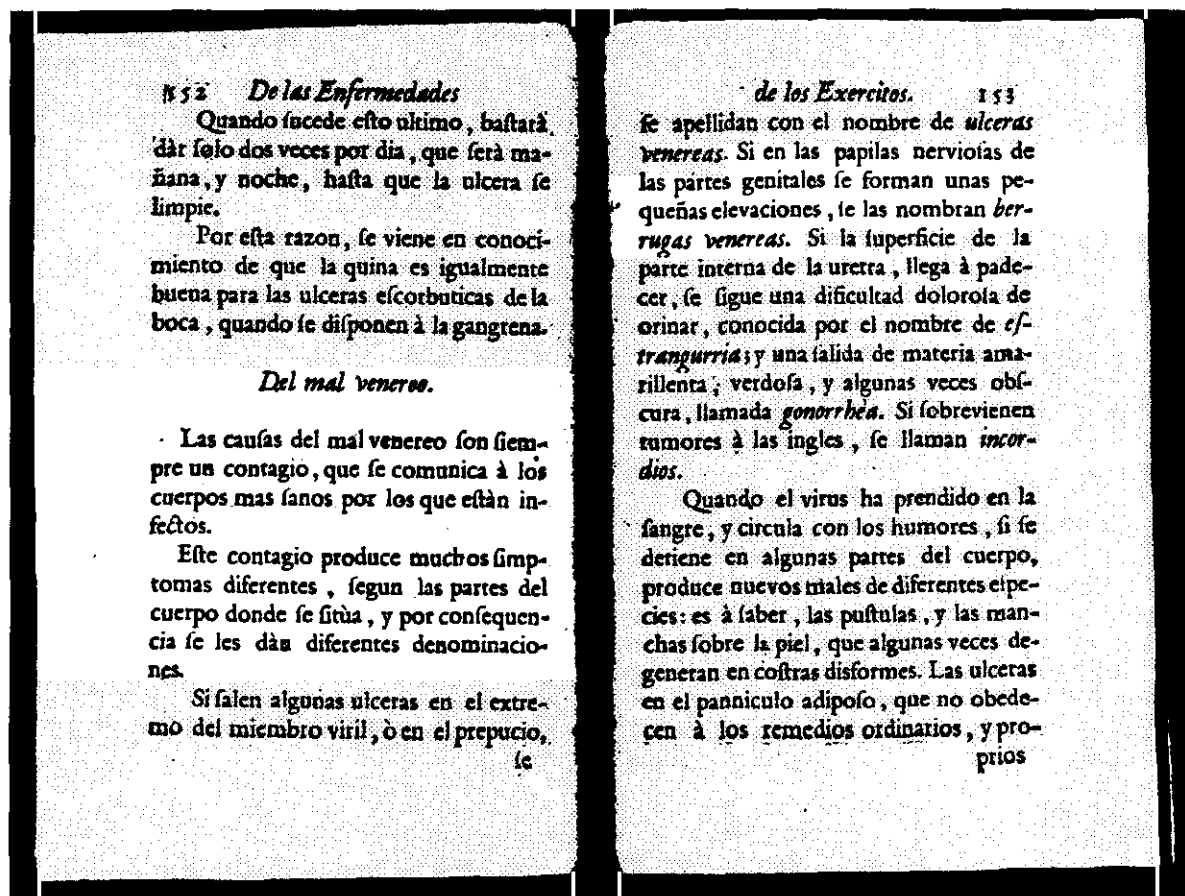 152 De las Enfermedades
Quando ſucede eſto ultimo, baſtarà
dàr ſolo dos veces por dia, que ſerà ma-
ñana, y noche, haſta que la ulcera ſe
limpie.
Por eſta razon, ſe viene en conoci-
miento de que la quina es igualmente
buena para las ulceras eſcorbuticas de la
boca, quando ſe diſponen à la gangrena.
Del mal venereo.
Las cauſas del mal venereo ſon ſiem-
pre un contagio, que ſe comunica à los
cuerpos mas ſanos por los que eſtàn in-
fectos.
Eſte contagio produce muchos ſimp-
tomas diferentes, ſegun las partes del
cuerpo donde ſe ſitùa, y por conſequen-
cia ſe les dàn diferentes denominacio-
nes.
Si ſalen algunas ulceras en el extre-
mo del miembro viril, ò en el prepucio,
ſe
de los Exercitos. 153
ſe apellidan con el nombre de ulceras
venereas. Si en las papilas nervioſas de
las partes genitales ſe forman unas pe-
queñas elevaciones, ſe las nombran ber-
rugas venereas. Si la ſuperficie de la
parte interna de la uretra, llega à pade-
cer, ſe ſigue una dificultad doloroſa de
orinar, conocida por el nombre de eſ-
trangurria; y una ſalida de materia ama-
rillenta, verdoſa, y algunas veces obſ-
cura, llamada gonorrhèa. Si ſobrevienen
tumores à las ingles, ſe llaman incor-
dios.
Quando el virus ha prendido en la
ſangre, y circula con los humores, ſi ſe
detiene en algunas partes del cuerpo,
produce nuevos males de diferentes eſpe-
cies: es à ſaber, las puſtulas, y las man-
chas ſobre la piel, que algunas veces de-
generan en coſtras disformes. Las ulceras
en el panniculo adipoſo, que no obede-
cen à los remedios ordinarios, y pro-
prios